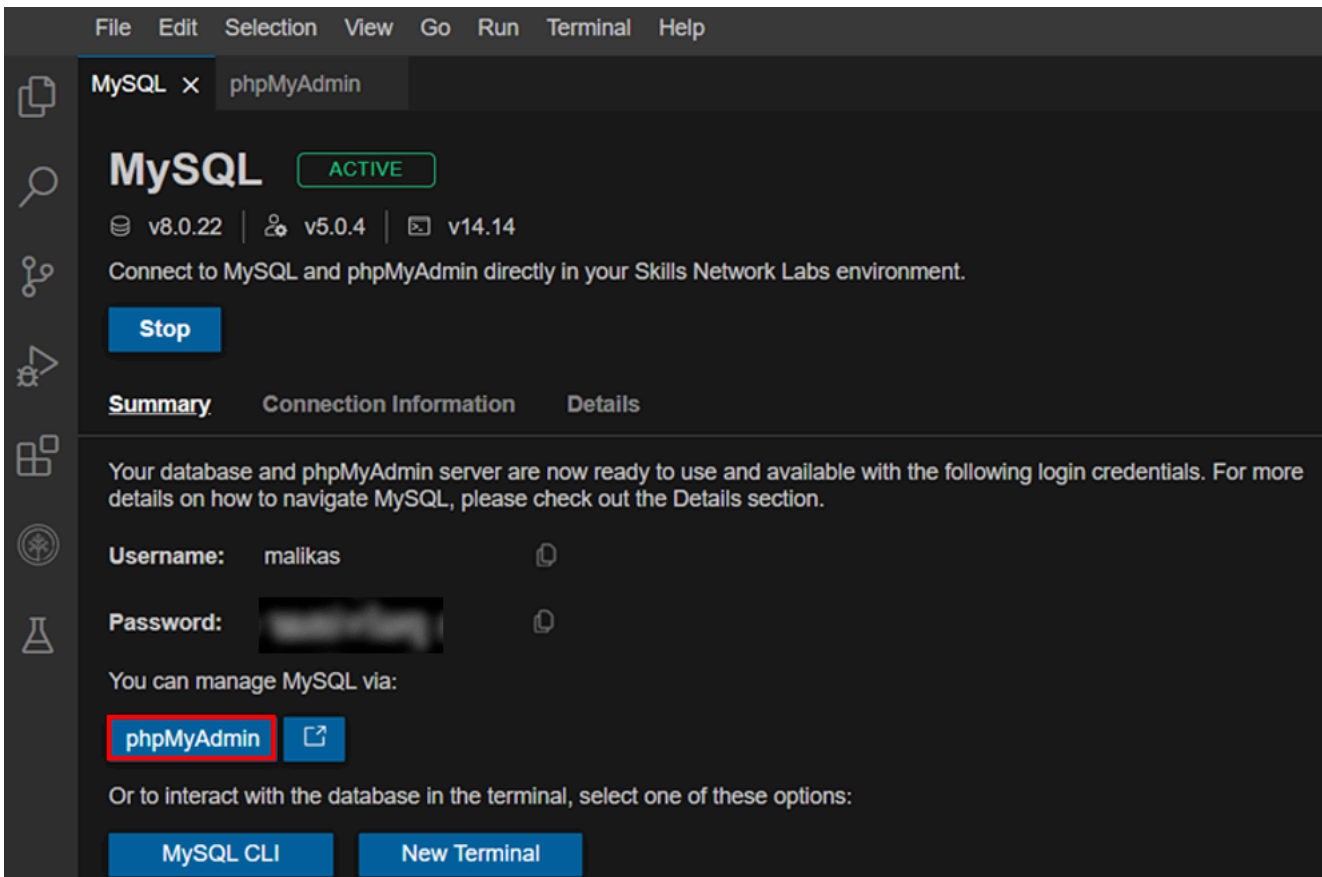 File Edit Selection View Go Run Terminal Help
MySQL phpMyAdmin
MySQL ACTIVE
v8.0.22 v5.0.4 v14.14
Connect to MySQL and phpMyAdmin directly in your Skills Network Labs environment.
Stop
Summary Connection Information Details
Your database and phpMyAdmin server are now ready to use and available with the following login credentials. For more
details on how to navigate MySQL, please check out the Details section.
Username: malikas
Password:
You can manage MySQL via:
phpMyAdmin
Or to interact with the database in the terminal, select one of these options:
MySQL CLI New Terminal